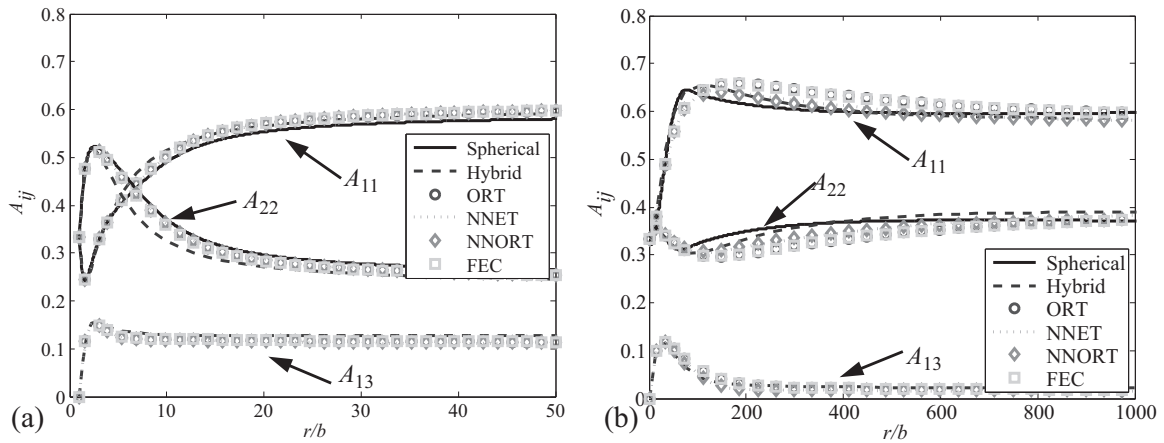 0.8
0.7
0.6
0.5
0.4
0.3
0.2
0.1
0
A_ij
0
10
20
30
40
50
r/b
A_11
A_22
A_13
Spherical
Hybrid
ORT
NNET
NNORT
FEC
(a)
0.8
0.7
0.6
0.5
0.4
0.3
0.2
0.1
0
A_ij
0
200
400
600
800
1000
r/b
A_11
A_22
A_13
Spherical
Hybrid
ORT
NNET
NNORT
FEC
(b)